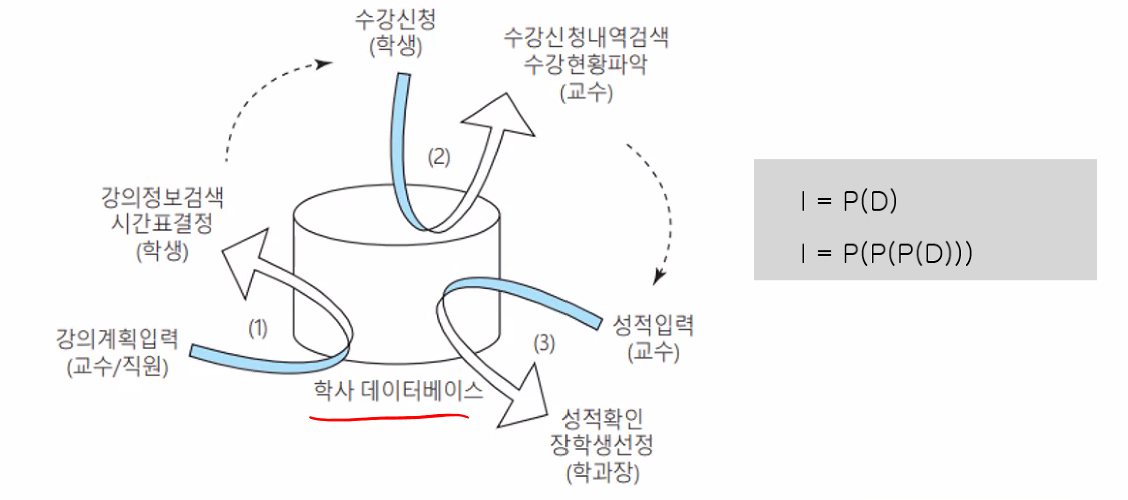 수강신청
(학생)
수강신청내역검색
수강현황파악
(교수)
(2)
강의정보검색
시간표결정
(학생)
I = P(D)
I = P(P(P(D)))
강의계획입력
(교수/직원)
(1)
성적입력
(교수)
(3)
학사 데이터베이스
성적확인
장학생선정
(학과장)